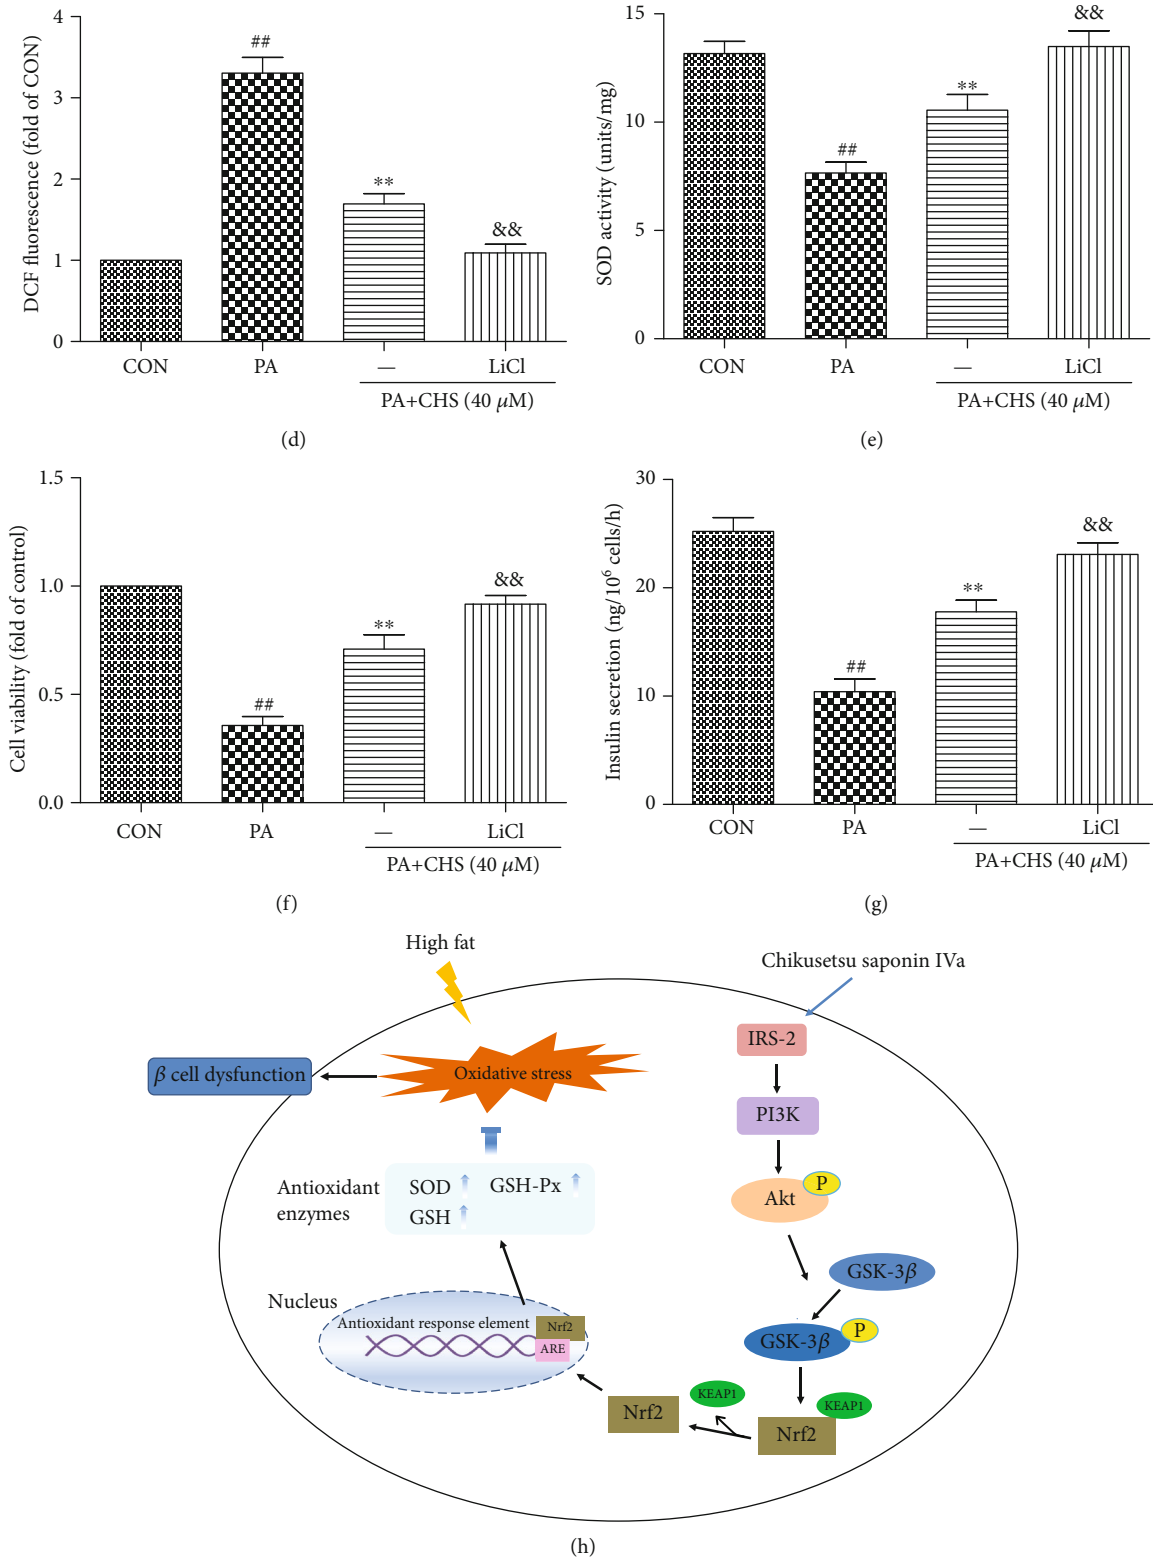 DCF fluorescence (fold of CON)
4
3
2
1
0
##
**
&&
CON
PA
—
LiCl
PA+CHS (40 μM)
(d)
SOD activity (units/mg)
15
10
5
0
##
**
&&
CON
PA
—
LiCl
PA+CHS (40 μM)
(e)
Cell viability (fold of control)
1.5
1.0
0.5
0.0
##
**
&&
CON
PA
—
LiCl
PA+CHS (40 μM)
(f)
Insulin secretion (ng/10⁶ cells/h)
30
20
10
0
##
**
&&
CON
PA
—
LiCl
PA+CHS (40 μM)
(g)
High fat
Chikusetsu saponin IVa
IRS-2
β cell dysfunction
Oxidative stress
PI3K
Antioxidant
enzymes
SOD
GSH-Px
GSH
Akt
P
GSK-3β
Nucleus
Antioxidant response element
Nrf2
ARE
GSK-3β
P
KEAP1
KEAP1
Nrf2
Nrf2
(h)